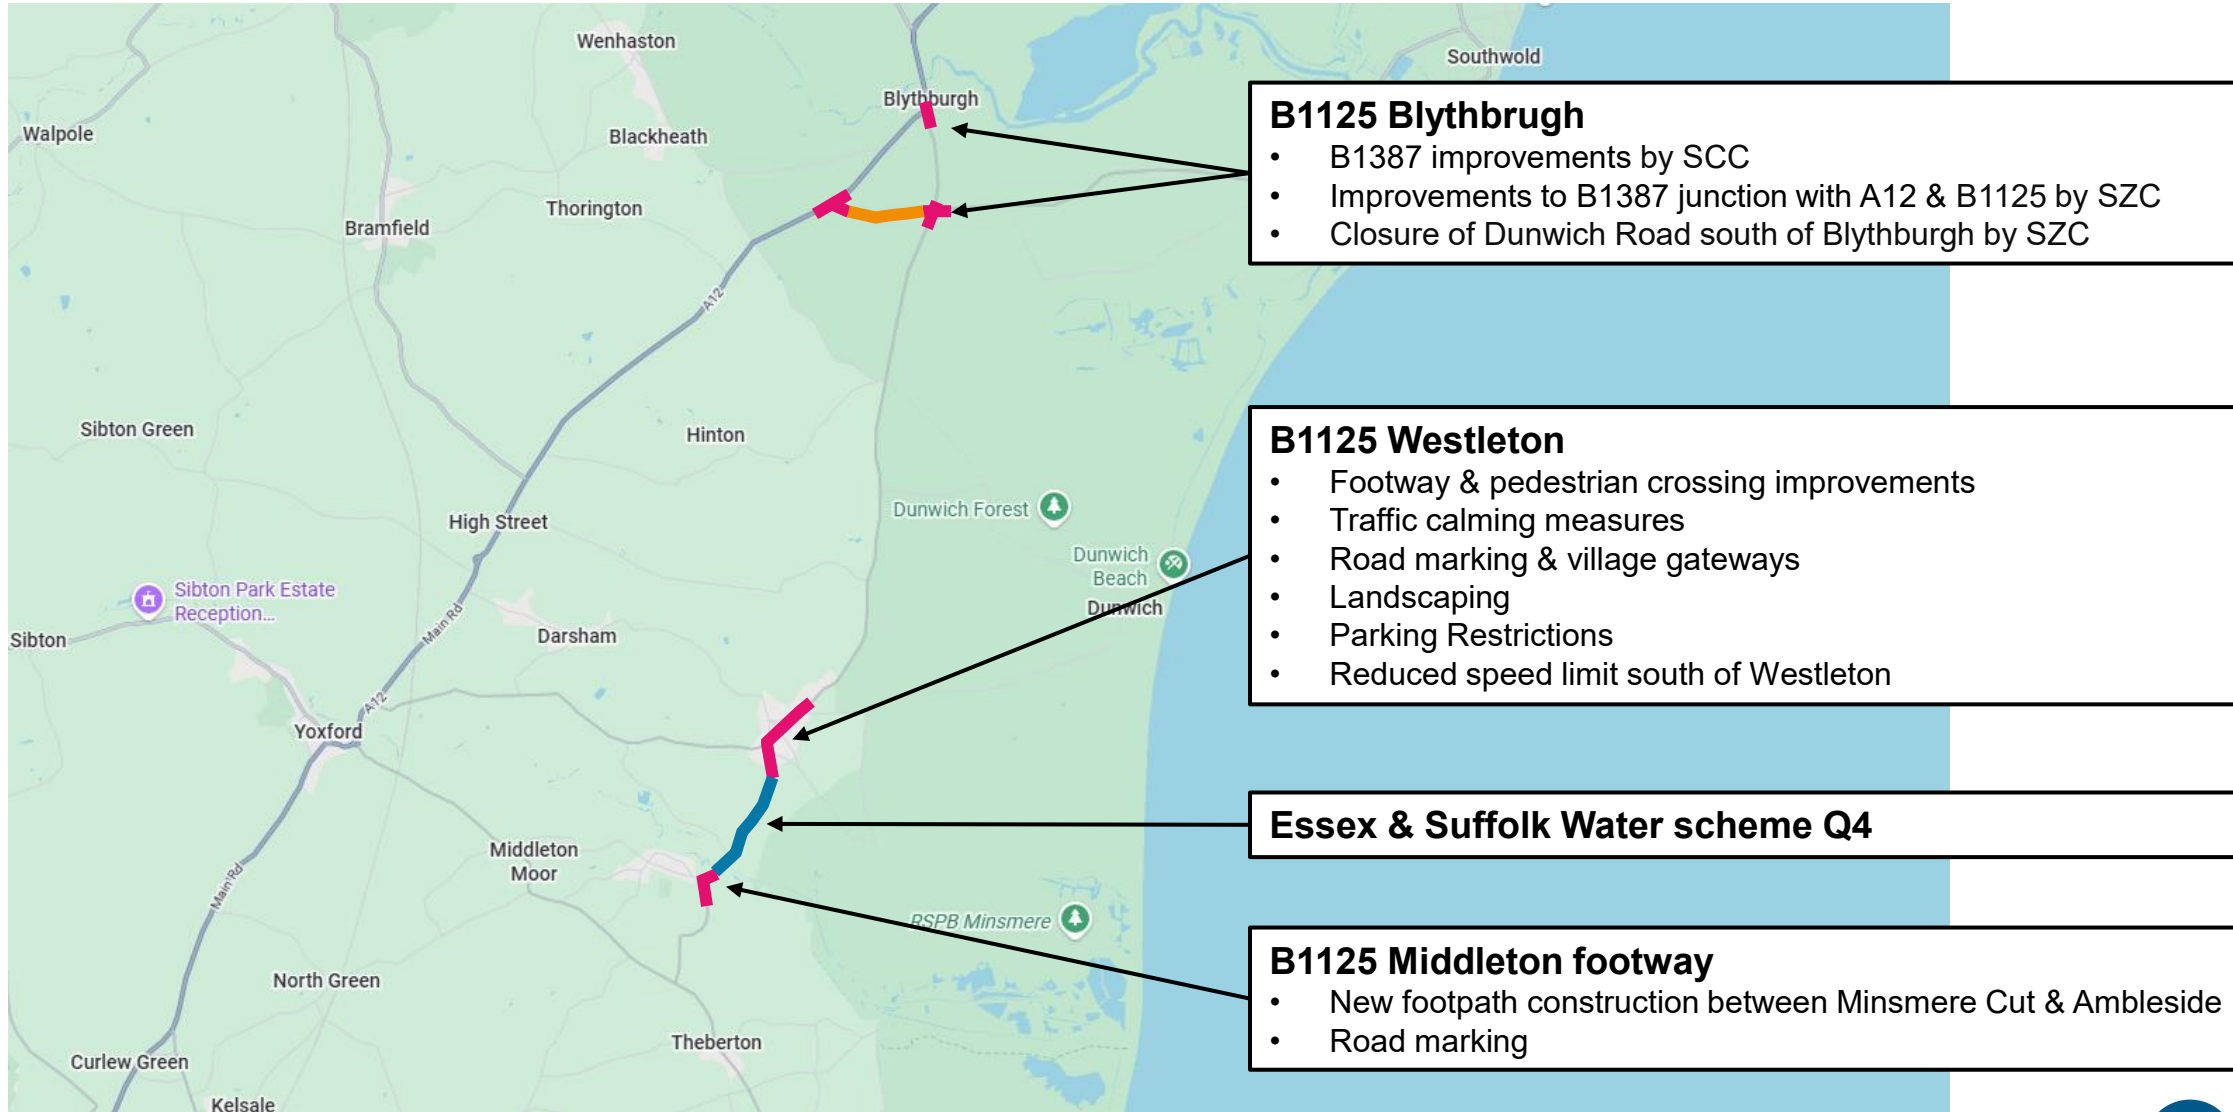 Wenhaston
Southwold
Blythburgh
Walpole
Blackheath
Thorington
Bramfield
A12
Sibton Green
Hinton
High Street
Dunwich Forest
Dunwich
Beach
Dunwich
Sibton Park Estate
Reception...
Main Rd
Sibton
Darsham
A12
Yoxford
Middleton
Moor
Main Rd
RSPB Minsmere
North Green
Theberton
Curlew Green
Kelsale
B1125 Blythbrugh
• B1387 improvements by SCC
• Improvements to B1387 junction with A12 & B1125 by SZC
• Closure of Dunwich Road south of Blythburgh by SZC
B1125 Westleton
• Footway & pedestrian crossing improvements
• Traffic calming measures
• Road marking & village gateways
• Landscaping
• Parking Restrictions
• Reduced speed limit south of Westleton
Essex & Suffolk Water scheme Q4
B1125 Middleton footway
• New footpath construction between Minsmere Cut & Ambleside
• Road marking